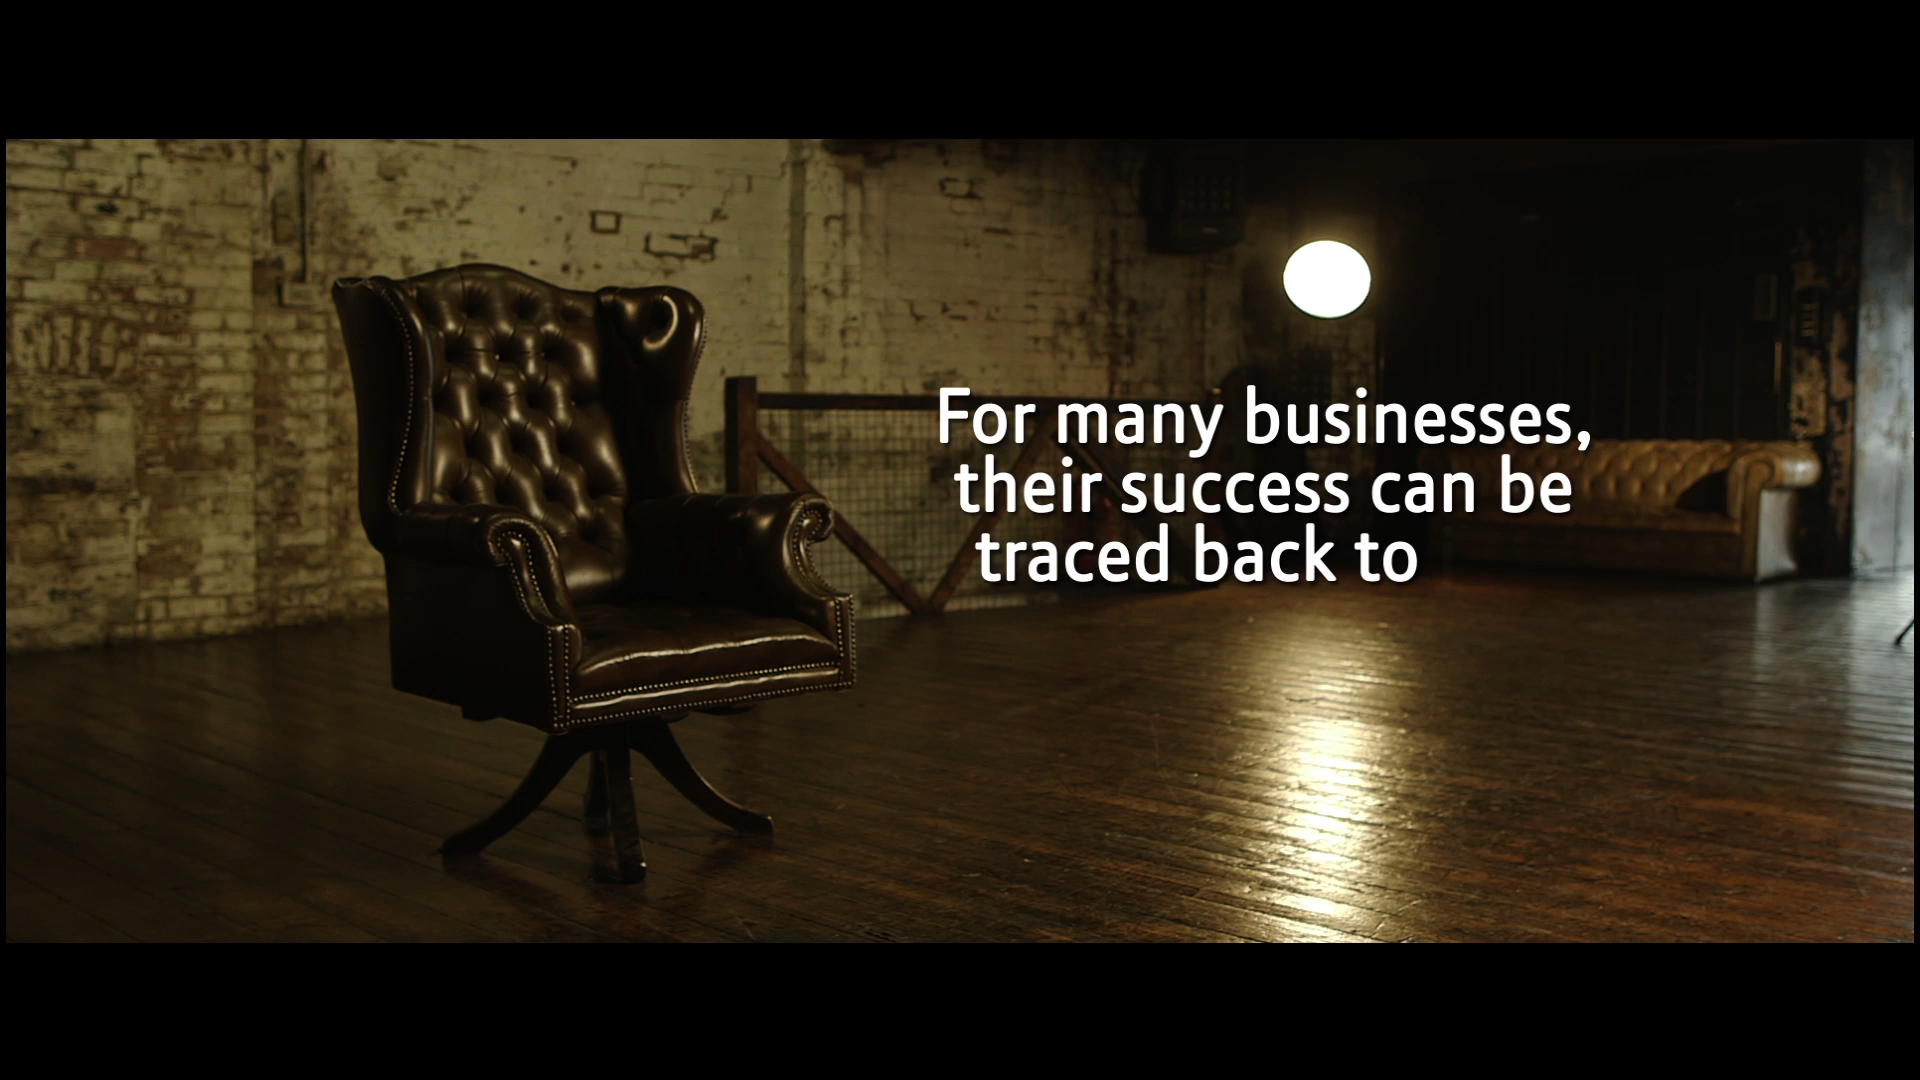 For many businesses,
their success can be
traced back to